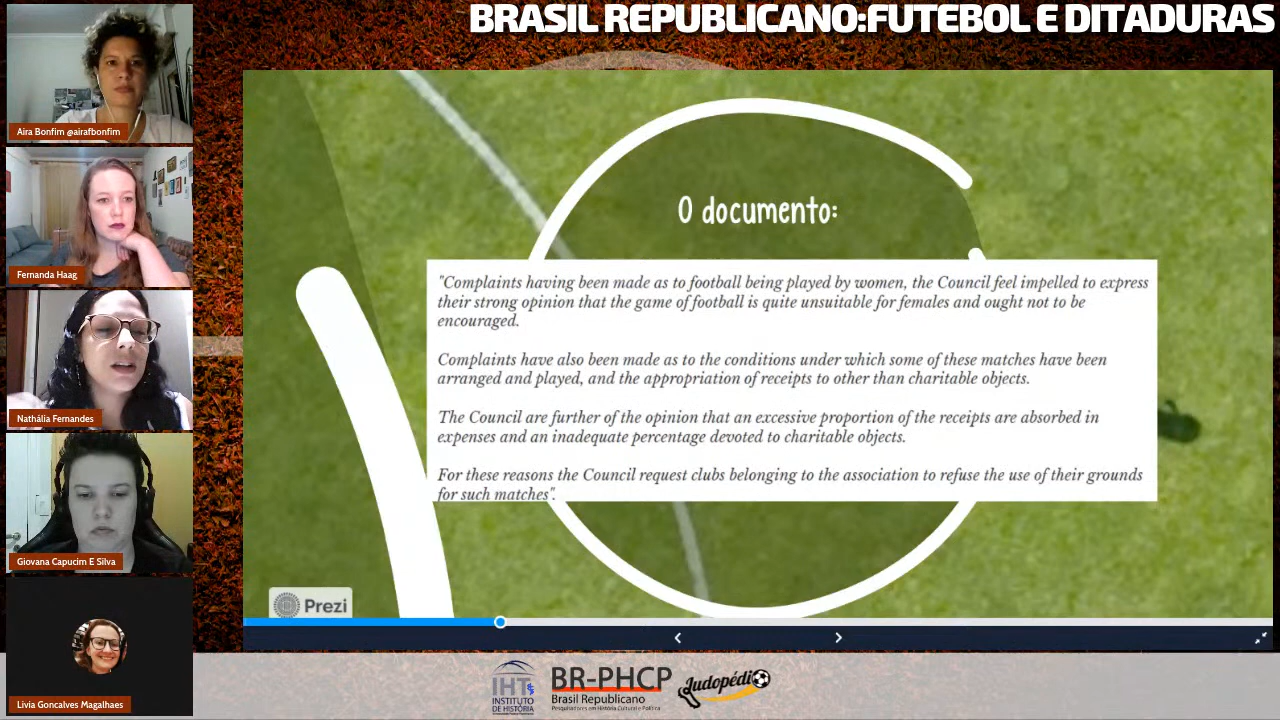 BRASIL REPUBLICANO:FUTEBOL E DITADURAS
Aira Bonfim @airafbonfim
Fernanda Haag
Nathália Fernandes
Giovana Capucim E Silva
Livia Goncalves Magalhaes
O documento:
"Complaints having been made as to football being played by women, the Council feel impelled to express
their strong opinion that the game of football is quite unsuitable for females and ought not to be
encouraged.
Complaints have also been made as to the conditions under which some of these matches have been
arranged and played, and the appropriation of receipts to other than charitable objects.
The Council are further of the opinion that an excessive proportion of the receipts are absorbed in
expenses and an inadequate percentage devoted to charitable objects.
For these reasons the Council request clubs belonging to the association to refuse the use of their grounds
for such matches".
Prezi
IHT
INSTITUTO
DE HISTÓRIA
BR-PHCP
Brasil Republicano
Pesquisadores em História Cultural e Política
Ludopédio